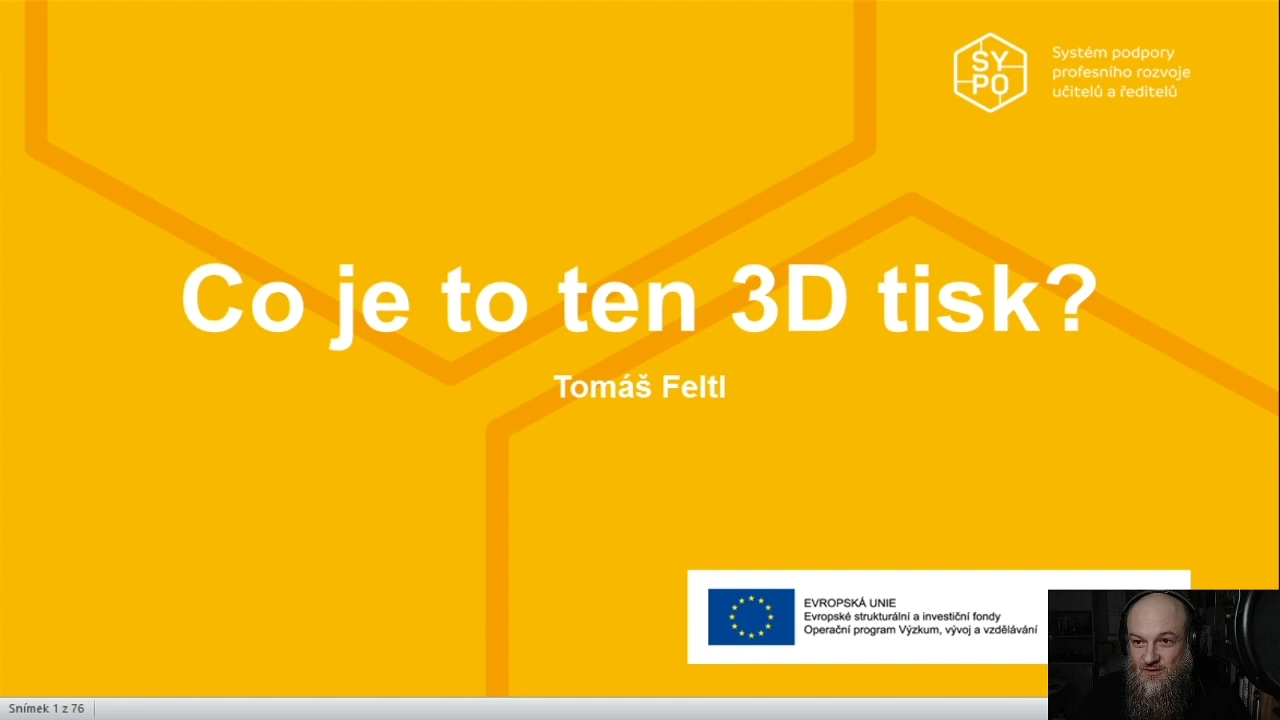 SY
PO
Systém podpory
profesního rozvoje
učitelů a ředitelů
Co je to ten 3D tisk?
Tomáš Feltl
EVROPSKÁ UNIE
Evropské strukturální a investiční fondy
Operační program Výzkum, vývoj a vzdělávání
Snímek 1 z 76